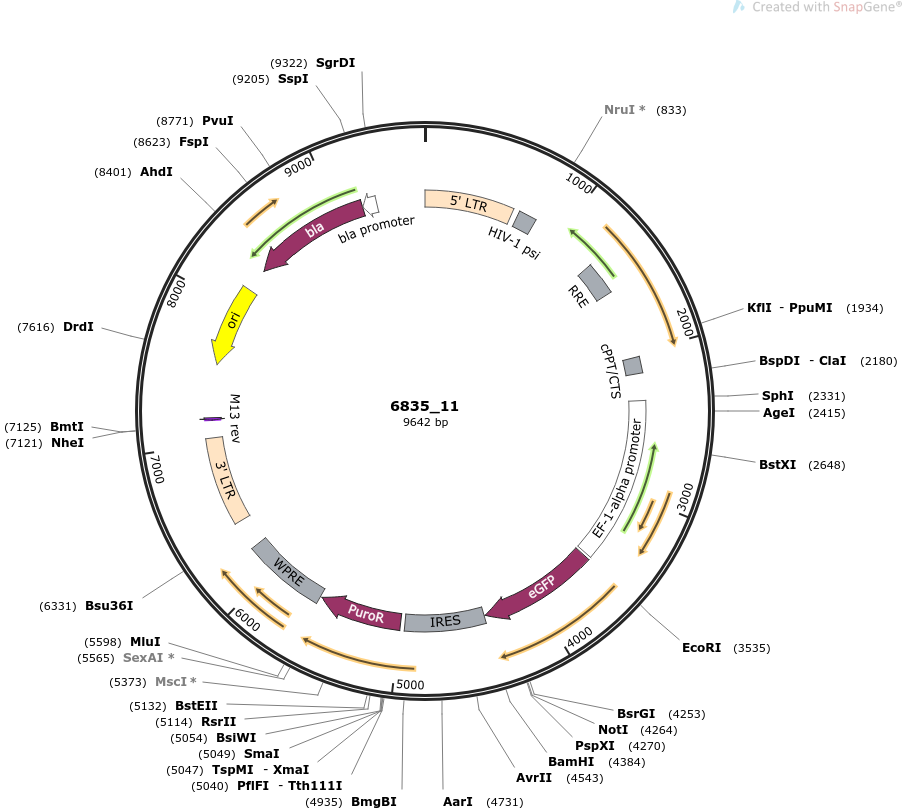 Created with SnapGene®
(9322) SgrDI
(9205) SspI
(8771) PvuI
(8623) FspI
(8401) AhdI
NruI * (833)
9000
1000
5' LTR
HIV-1 psi
bla promoter
bla
RRE
8000
ori
2000
KflI - PpuMI (1934)
(7616) DrdI
cPPT/CTS
BspDI - ClaI (2180)
SphI (2331)
AgeI (2415)
6835_11
9642 bp
(7125) BmtI
(7121) NheI
M13 rev
EF-1-alpha promoter
BstXI (2648)
7000
3' LTR
3000
WPRE
eGFP
PuroR
IRES
(6331) Bsu36I
6000
4000
EcoRI (3535)
(5598) MluI
(5565) SexAI *
(5373) MscI *
5000
(5132) BstEII
(5114) RsrII
(5054) BsiWI
(5049) SmaI
(5047) TspMI - XmaI
(5040) PflFI - Tth111I
(4935) BmgBI
BsrGI (4253)
NotI (4264)
PspXI (4270)
BamHI (4384)
AvrII (4543)
AarI (4731)